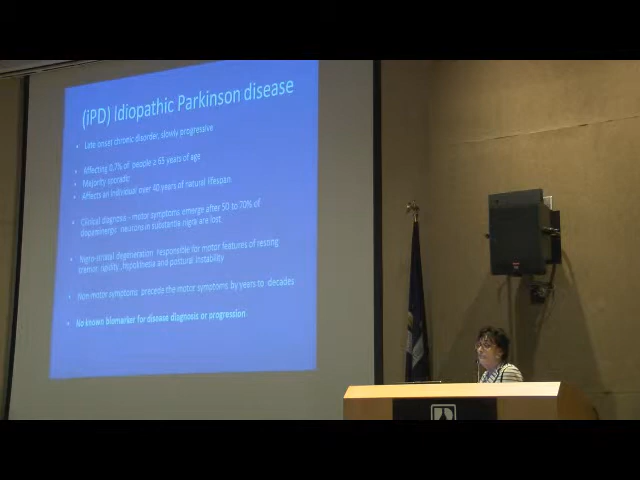 (iPD) Idiopathic Parkinson disease
• Late onset chronic disorder, slowly progressive
• Affecting 0.7% of people ≥ 65 years of age
• Majority sporadic
• Affects an individual over 40 years of natural lifespan.
• Clinical diagnosis – motor symptoms emerge after 50 to 70% of
dopaminergic neurons in substantia nigra are lost.
• Nigro-striatal degeneration responsible for motor features of resting
tremor, rigidity, hypokinesia and postural instability
• Non-motor symptoms precede the motor symptoms by years to decades
• No known biomarker for disease diagnosis or progression.